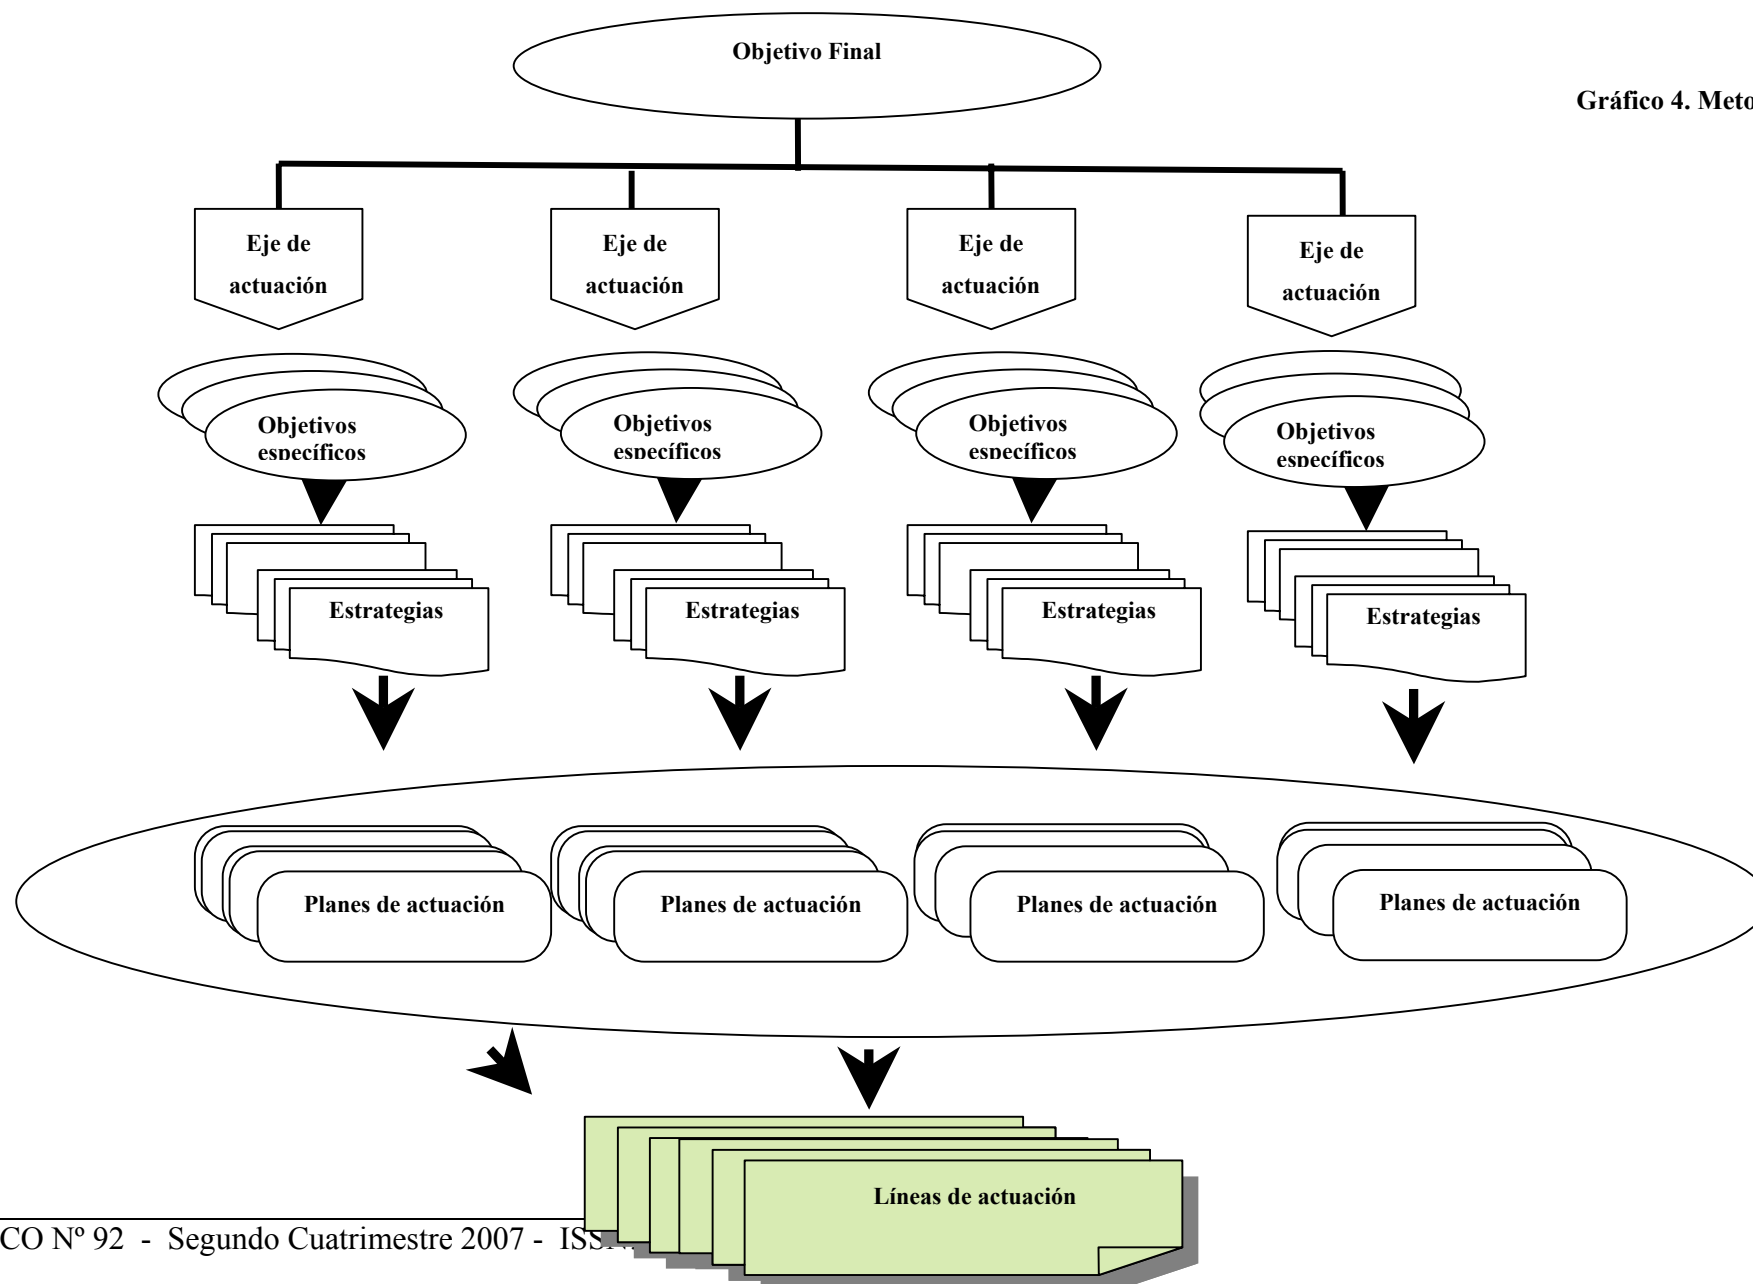 Objetivo Final
Gráfico 4. Meto
Eje de
actuación
Eje de
actuación
Eje de
actuación
Eje de
actuación
Objetivos
específicos
Objetivos
específicos
Objetivos
específicos
Objetivos
específicos
Estrategias
Estrategias
Estrategias
Estrategias
Planes de actuación
Planes de actuación
Planes de actuación
Planes de actuación
Líneas de actuación
CO Nº 92 - Segundo Cuatrimestre 2007 - ISSN